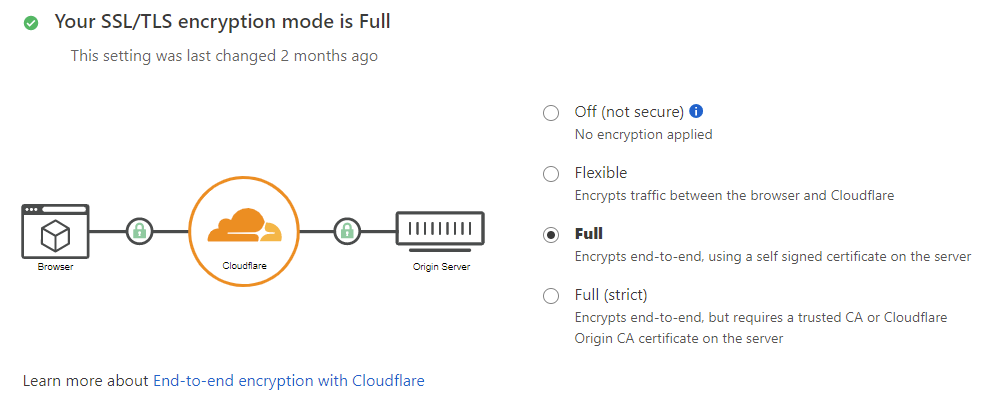 Your SSL/TLS encryption mode is Full
This setting was last changed 2 months ago
Browser
Cloudflare
Origin Server
Off (not secure)
No encryption applied
Flexible
Encrypts traffic between the browser and Cloudflare
Full
Encrypts end-to-end, using a self signed certificate on the server
Full (strict)
Encrypts end-to-end, but requires a trusted CA or Cloudflare
Origin CA certificate on the server
Learn more about End-to-end encryption with Cloudflare